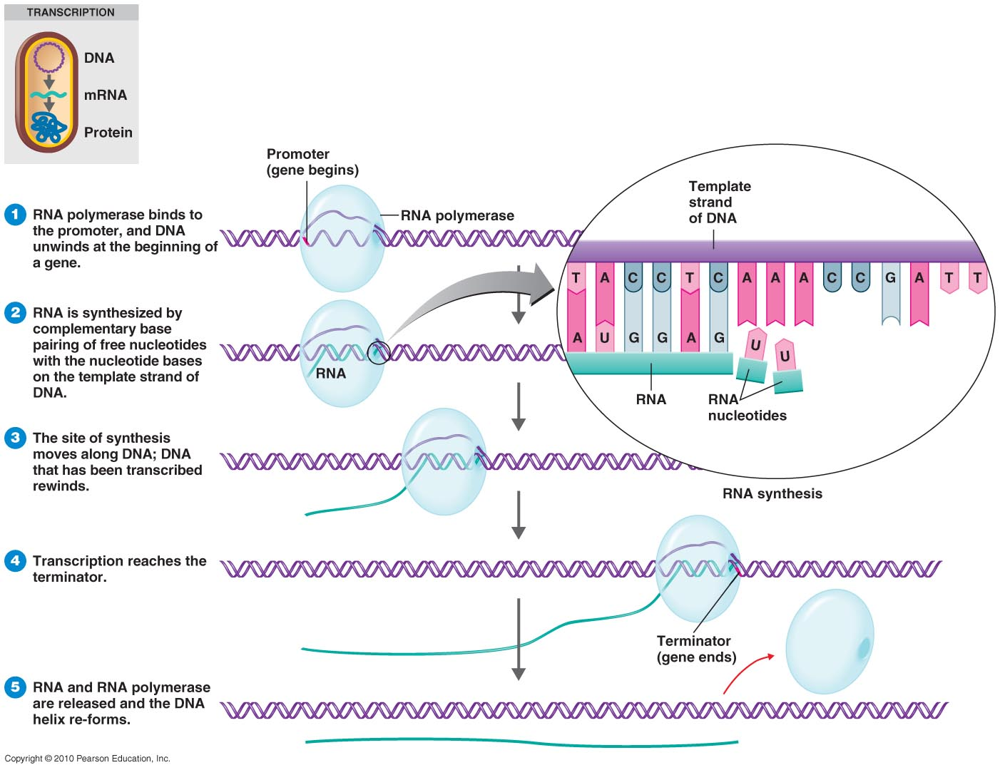 TRANSCRIPTION
DNA
mRNA
Protein
Promoter
(gene begins)
RNA polymerase
1 RNA polymerase binds to
the promoter, and DNA
unwinds at the beginning of
a gene.
Template
strand
of DNA
T A C C T C A A A C C G A T T
A U G G A G U U
RNA
RNA
nucleotides
RNA synthesis
2 RNA is synthesized by
complementary base
pairing of free nucleotides
with the nucleotide bases
on the template strand of
DNA.
RNA
3 The site of synthesis
moves along DNA; DNA
that has been transcribed
rewinds.
4 Transcription reaches the
terminator.
Terminator
(gene ends)
5 RNA and RNA polymerase
are released and the DNA
helix re-forms.
Copyright © 2010 Pearson Education, Inc.